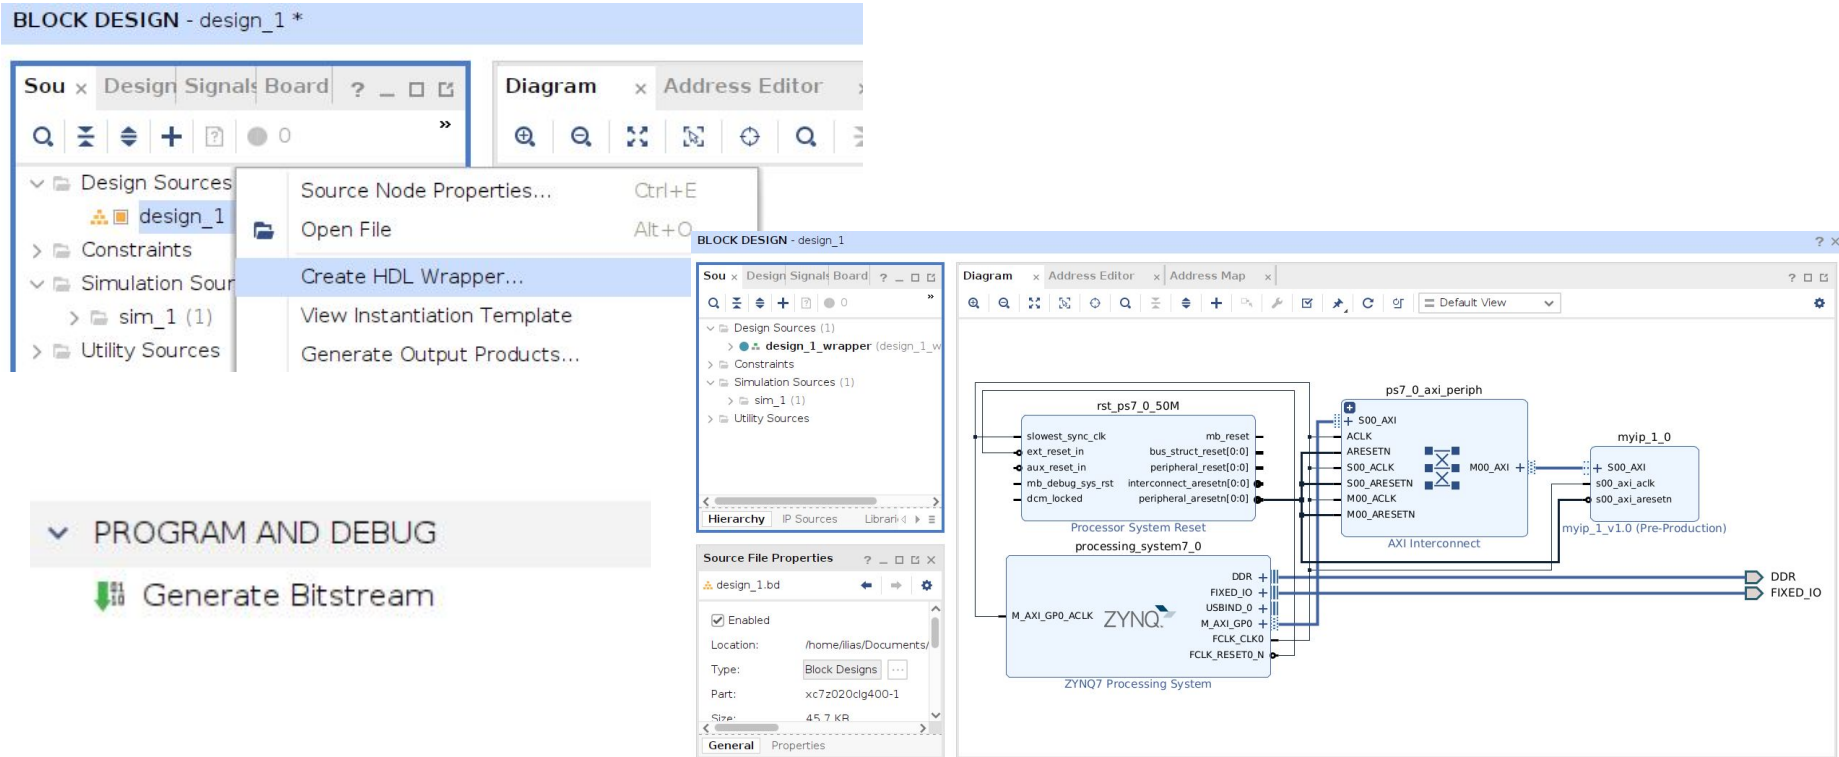 BLOCK DESIGN - design_1 *
Sou Design Signals Board ?
0 »
Design Sources
design_1
Constraints
Simulation Sour
sim_1 (1)
Utility Sources
Diagram Address Editor
Source Node Properties... Ctrl+E
Open File Alt+O
Create HDL Wrapper...
View Instantiation Template
Generate Output Products...
PROGRAM AND DEBUG
Generate Bitstream
BLOCK DESIGN - design_1 ?
Sou Design Signals Board ?
0 »
Design Sources (1)
design_1_wrapper (design_1_w
Constraints
Simulation Sources (1)
sim_1 (1)
Utility Sources
Hierarchy IP Sources Librari
Source File Properties ?
design_1.bd
Enabled
Location: /home/ilias/Documents/
Type: Block Designs ...
Part: xc7z020clg400-1
Size: 45.7 KB
General Properties
Diagram Address Editor Address Map ?
Default View
rst_ps7_0_50M
slowest_sync_clk mb_reset
ext_reset_in bus_struct_reset[0:0]
aux_reset_in peripheral_reset[0:0]
mb_debug_sys_rst interconnect_aresetn[0:0]
dcm_locked peripheral_aresetn[0:0]
Processor System Reset
processing_system7_0
DDR
FIXED_IO
USBIND_0
M_AXI_GP0_ACLK ZYNQ M_AXI_GP0
FCLK_CLK0
FCLK_RESET0_N
ZYNQ7 Processing System
ps7_0_axi_periph
S00_AXI
ACLK
ARESETN
S00_ACLK M00_AXI
S00_ARESETN
M00_ACLK
M00_ARESETN
AXI Interconnect
myip_1_0
S00_AXI
s00_axi_aclk
s00_axi_aresetn
myip_1_v1.0 (Pre-Production)
DDR
FIXED_IO